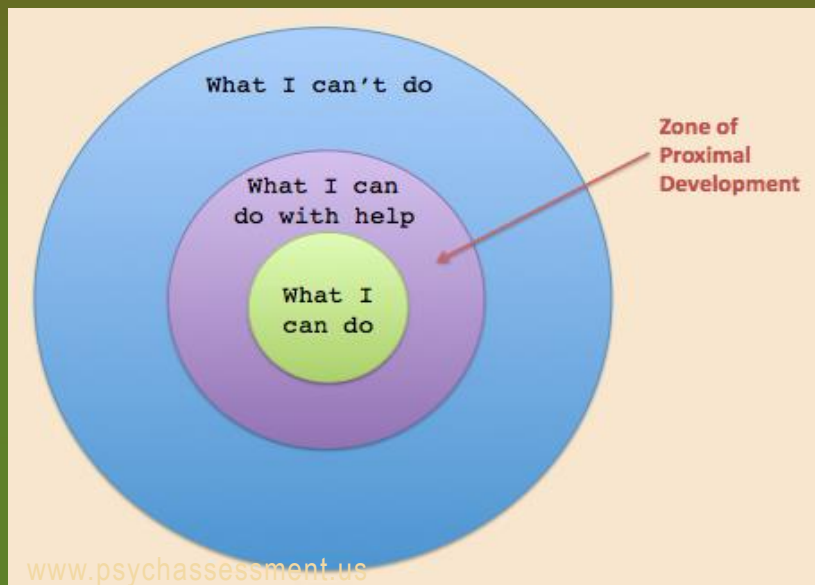 What I can't do
Zone of
Proximal
Development
What I can
do with help
What I
can do
www.psychassessment.us